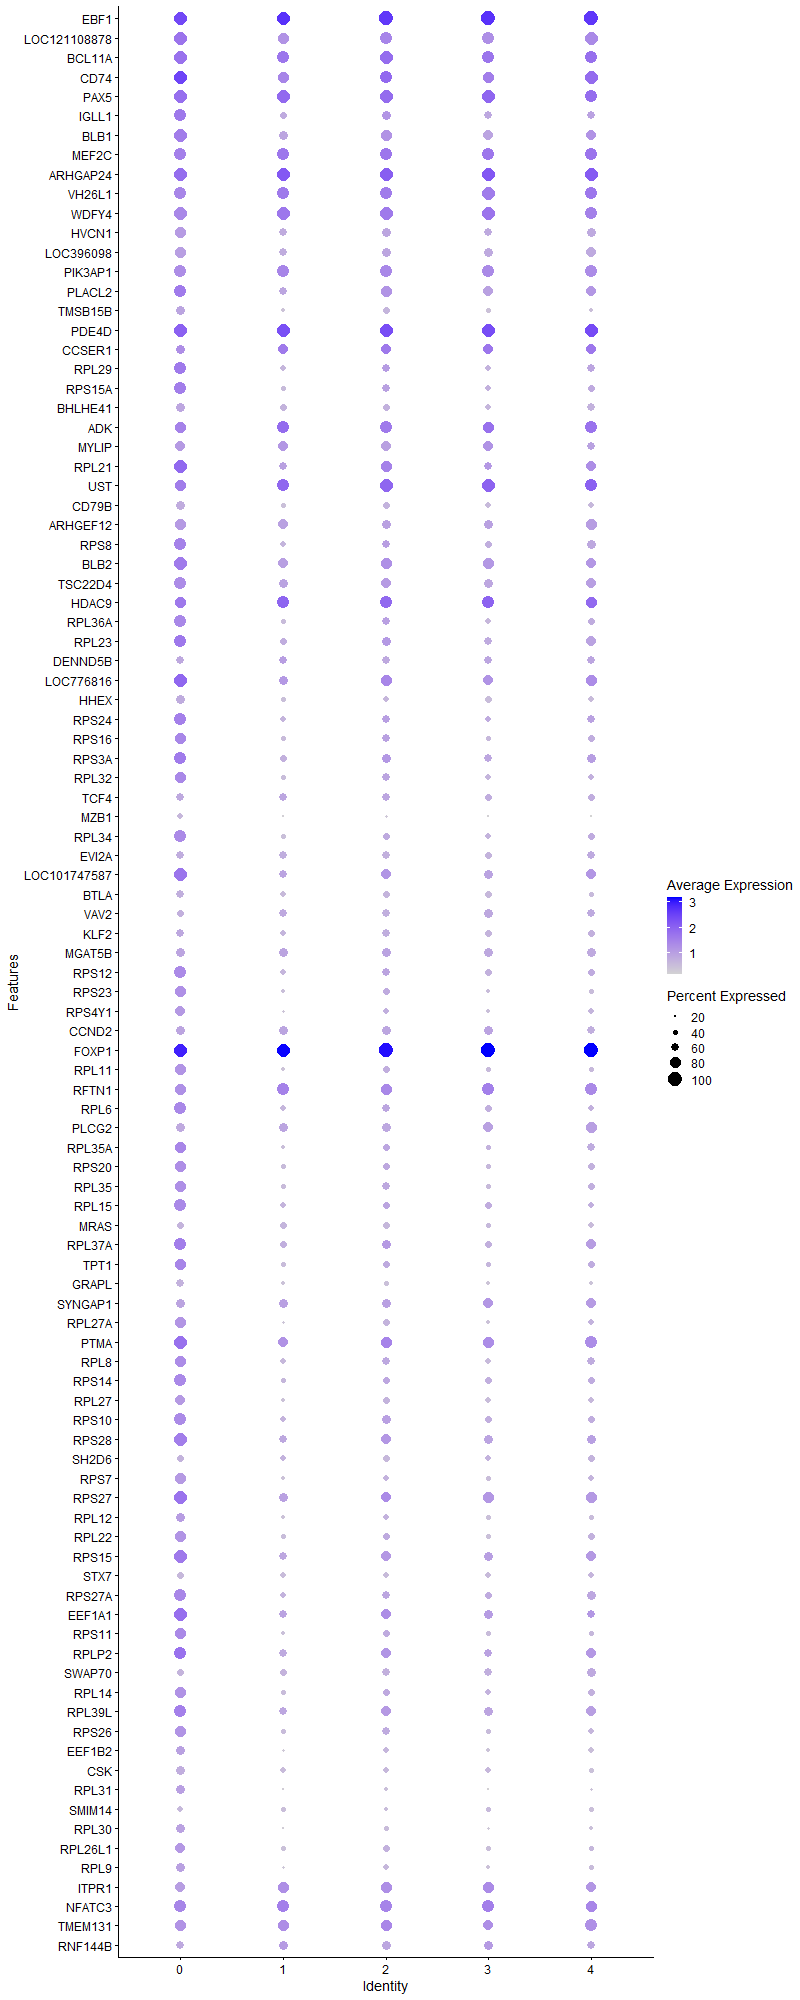 EBF1
LOC121108878
BCL11A
CD74
PAX5
IGLL1
BLB1
MEF2C
ARHGAP24
VH26L1
WDFY4
HVCN1
LOC396098
PIK3AP1
PLACL2
TMSB15B
PDE4D
CCSER1
RPL29
RPS15A
BHLHE41
ADK
MYLIP
RPL21
UST
CD79B
ARHGEF12
RPS8
BLB2
TSC22D4
HDAC9
RPL36A
RPL23
DENND5B
LOC776816
HHEX
RPS24
RPS16
RPS3A
RPL32
TCF4
MZB1
RPL34
EVI2A
LOC101747587
BTLA
VAV2
KLF2
MGAT5B
RPS12
RPS23
RPS4Y1
CCND2
FOXP1
RPL11
RFTN1
RPL6
PLCG2
RPL35A
RPS20
RPL35
RPL15
MRAS
RPL37A
TPT1
GRAPL
SYNGAP1
RPL27A
PTMA
RPL8
RPS14
RPL27
RPS10
RPS28
SH2D6
RPS7
RPS27
RPL12
RPL22
RPS15
STX7
RPS27A
EEF1A1
RPS11
RPLP2
SWAP70
RPL14
RPL39L
RPS26
EEF1B2
CSK
RPL31
SMIM14
RPL30
RPL26L1
RPL9
ITPR1
NFATC3
TMEM131
RNF144B
Features
0 1 2 3 4
Identity
Average Expression
3
2
1
Percent Expressed
20
40
60
80
100